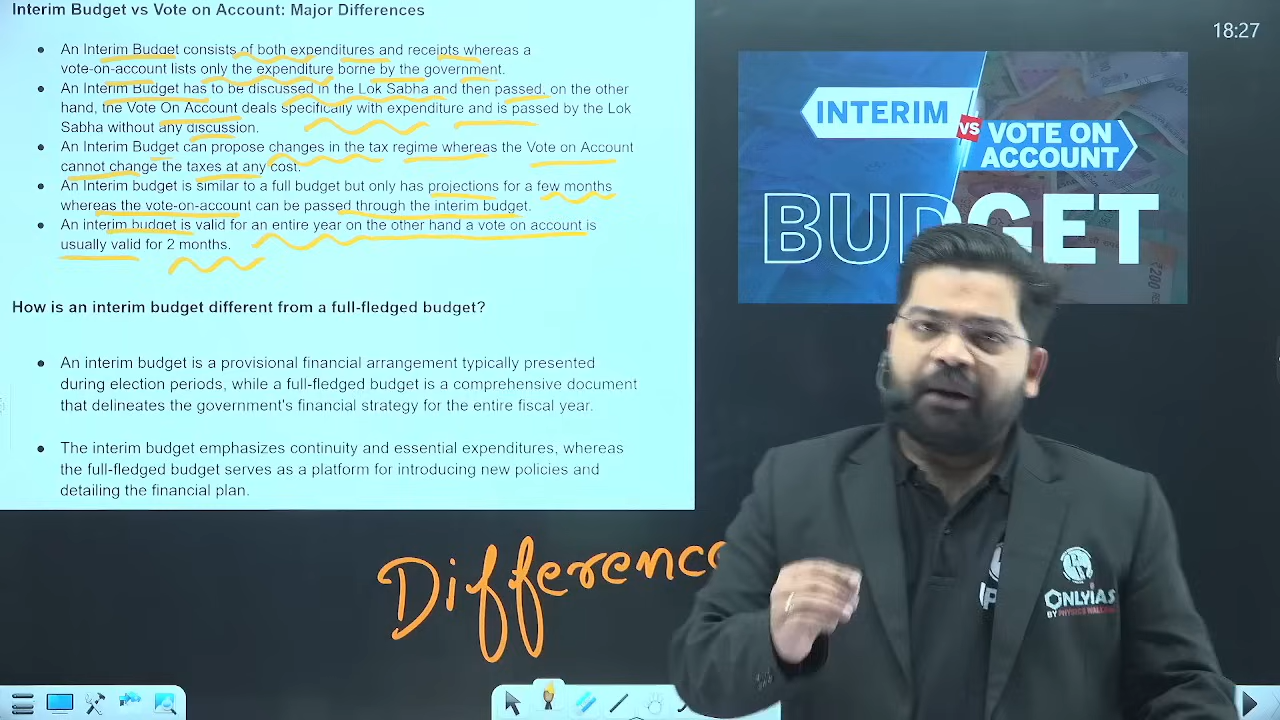 Interim Budget vs Vote on Account: Major Differences
18:27
• An Interim Budget consists of both expenditures and receipts whereas a
vote-on-account lists only the expenditure borne by the government.
• An Interim Budget has to be discussed in the Lok Sabha and then passed, on the other
hand, the Vote On Account deals specifically with expenditure and is passed by the Lok
Sabha without any discussion.
• An Interim Budget can propose changes in the tax regime whereas the Vote on Account
cannot change the taxes at any cost.
• An Interim budget is similar to a full budget but only has projections for a few months
whereas the vote-on-account can be passed through the interim budget.
• An interim budget is valid for an entire year on the other hand a vote on account is
usually valid for 2 months.
How is an interim budget different from a full-fledged budget?
• An interim budget is a provisional financial arrangement typically presented
during election periods, while a full-fledged budget is a comprehensive document
that delineates the government's financial strategy for the entire fiscal year.
• The interim budget emphasizes continuity and essential expenditures, whereas
the full-fledged budget serves as a platform for introducing new policies and
detailing the financial plan.
INTERIM
VS
VOTE ON
ACCOUNT
BUDGET
₹200
Difference
ONLYIAS
BY PHYSICS WALLAH